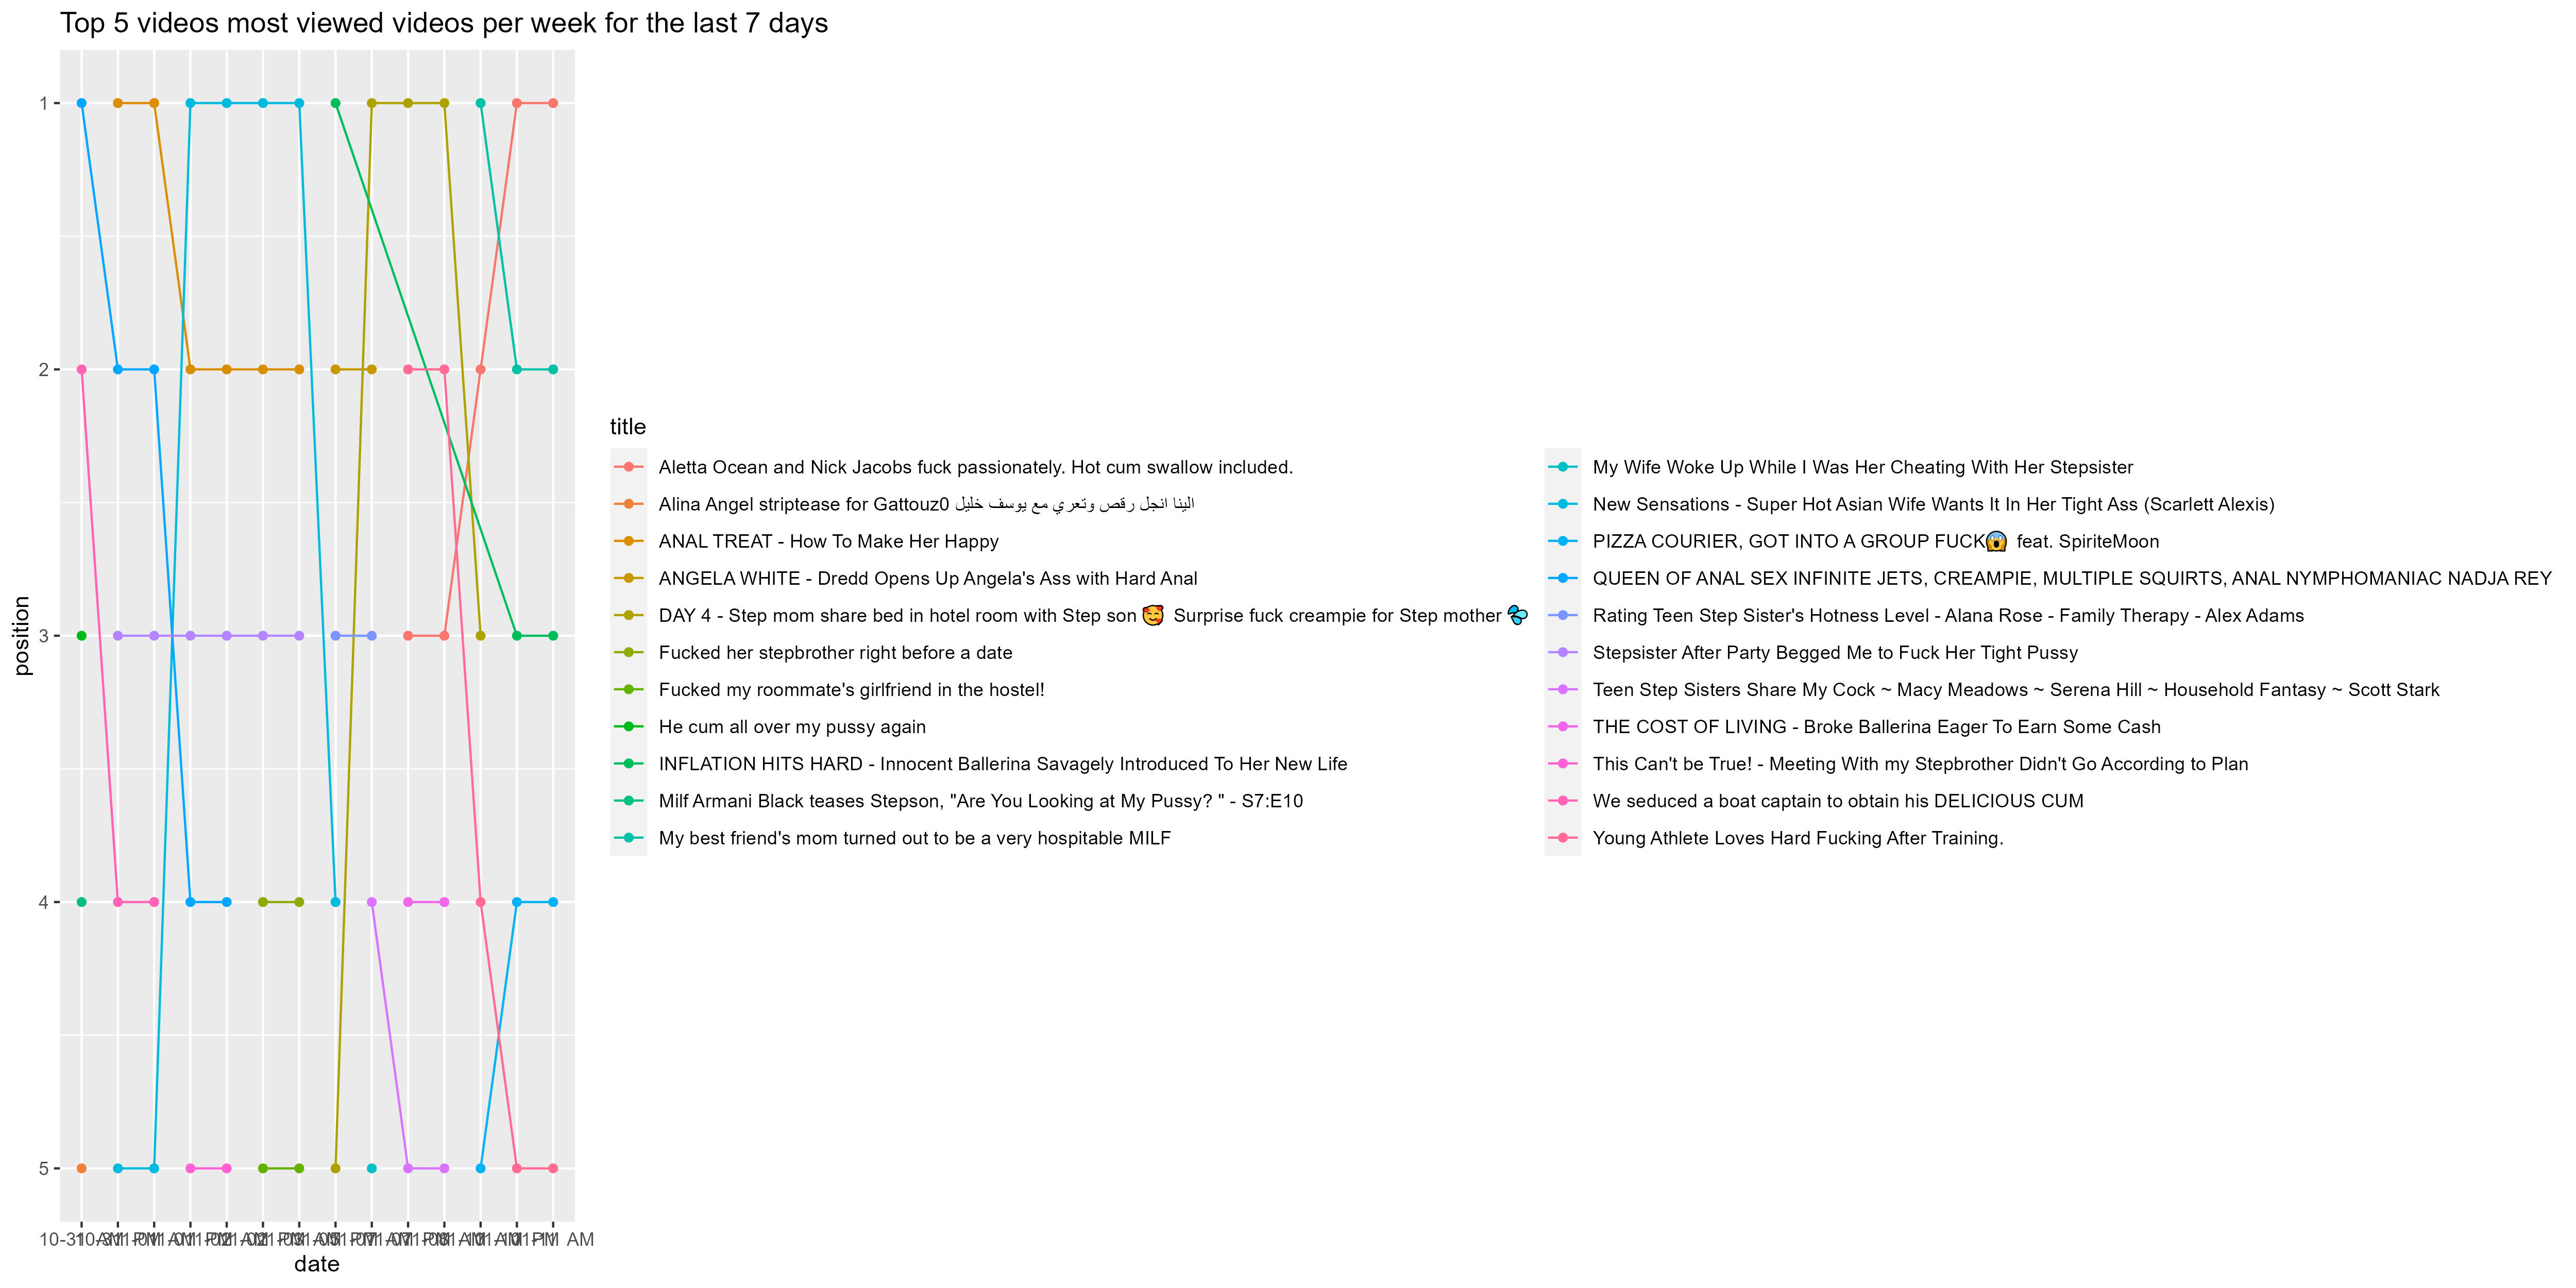 Top 5 videos most viewed videos per week for the last 7 days
1
2
3
4
5
position
date
title
Aletta Ocean and Nick Jacobs fuck passionately. Hot cum swallow included.
Alina Angel striptease for Gattouz0 الينا انجل رقص وتعري مع يوسف خليل
ANAL TREAT - How To Make Her Happy
ANGELA WHITE - Dredd Opens Up Angela's Ass with Hard Anal
DAY 4 - Step mom share bed in hotel room with Step son 🥰 Surprise fuck creampie for Step mother 💦
Fucked her stepbrother right before a date
Fucked my roommate's girlfriend in the hostel!
He cum all over my pussy again
INFLATION HITS HARD - Innocent Ballerina Savagely Introduced To Her New Life
Milf Armani Black teases Stepson, "Are You Looking at My Pussy? " - S7:E10
My best friend's mom turned out to be a very hospitable MILF
My Wife Woke Up While I Was Her Cheating With Her Stepsister
New Sensations - Super Hot Asian Wife Wants It In Her Tight Ass (Scarlett Alexis)
PIZZA COURIER, GOT INTO A GROUP FUCK😱 feat. SpiriteMoon
QUEEN OF ANAL SEX INFINITE JETS, CREAMPIE, MULTIPLE SQUIRTS, ANAL NYMPHOMANIAC NADJA REY
Rating Teen Step Sister's Hotness Level - Alana Rose - Family Therapy - Alex Adams
Stepsister After Party Begged Me to Fuck Her Tight Pussy
Teen Step Sisters Share My Cock ~ Macy Meadows ~ Serena Hill ~ Household Fantasy ~ Scott Stark
THE COST OF LIVING - Broke Ballerina Eager To Earn Some Cash
This Can't be True! - Meeting With my Stepbrother Didn't Go According to Plan
We seduced a boat captain to obtain his DELICIOUS CUM
Young Athlete Loves Hard Fucking After Training.